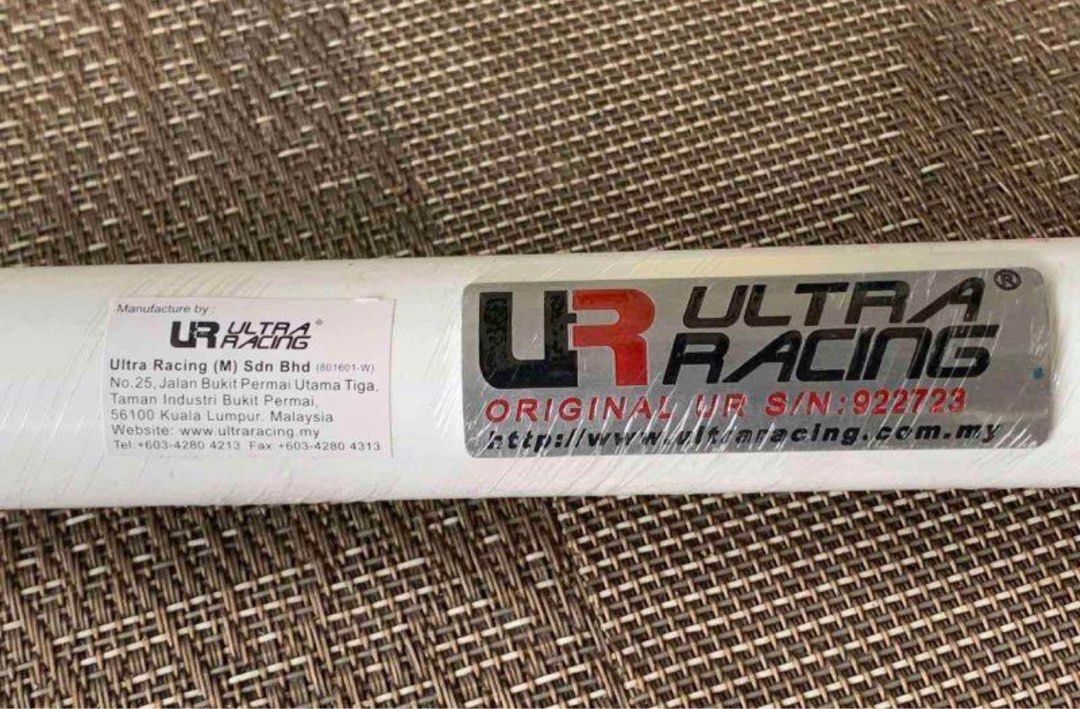 Manufacture by :
UR ULTRA®
RACING
Ultra Racing (M) Sdn Bhd (801601-W)
No.25, Jalan Bukit Permai Utama Tiga,
Taman Industri Bukit Permai,
56100 Kuala Lumpur. Malaysia
Website: www.ultraracing.my
Tel:+603-4280 4213 Fax:+603-4280 4313
UR ULTRA®
RACING
ORIGINAL UR S/N:922723
http://www.ultraracing.com.my